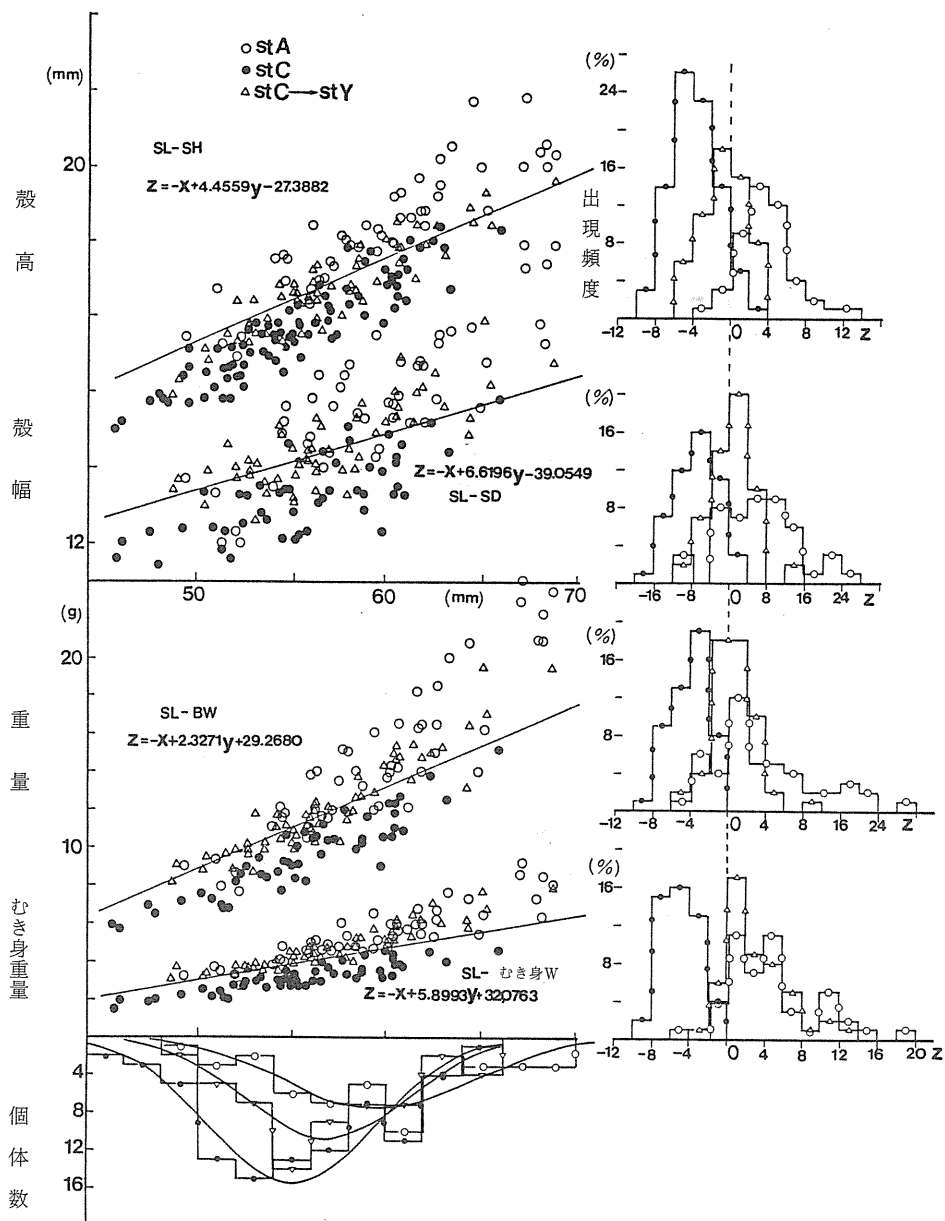 ○ stA
● stC
△ stC→stY
(mm)
SL-SH
Z=-X+4.4559y-27.3882
20
殻高
殻幅
12
Z=-X+6.6196y-39.0549
SL-SD
50
60
(mm)
70
(g)
20
重量
SL-BW
Z=-X+2.3271y+29.2680
10
むき身重量
SL-むき身W
Z=-X+5.8993y+32.0763
4
8
12
16
個体数
(%)
24
16
8
出現頻度
-12 -8 -4 0 4 8 12 Z
(%)
16
8
-16 -8 0 8 16 24 Z
(%)
16
8
-12 -8 -4 0 4 8 16 24 Z
(%)
16
8
-12 -8 -4 0 4 8 12 16 20 Z